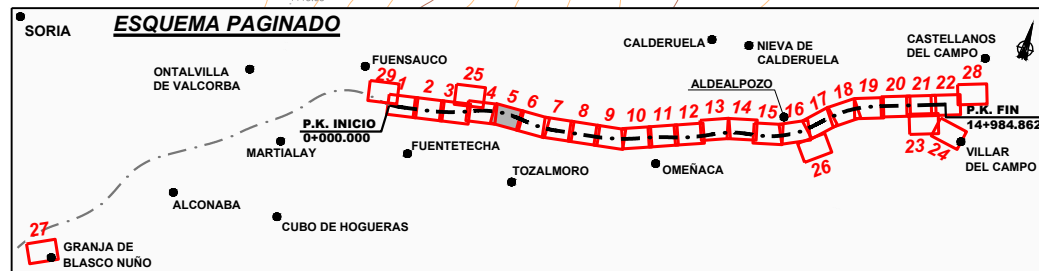 SORIA
ESQUEMA PAGINADO
ONTALVILLA
DE VALCORBA
FUENSAUCO
CALDERUELA
NIEVA DE
CALDERUELA
CASTELLANOS
DEL CAMPO
ALDEALPOZO
29
1
2
3
25
4
5
6
7
8
9
10
11
12
13
14
15
16
17
18
19
20
21
22
28
23
24
26
27
P.K. INICIO
0+000.000
P.K. FIN
14+984.862
MARTIALAY
FUENTETECHA
TOZALMORO
OMEÑACA
VILLAR
DEL CAMPO
ALCONABA
CUBO DE HOGUERAS
GRANJA DE
BLASCO NUÑO